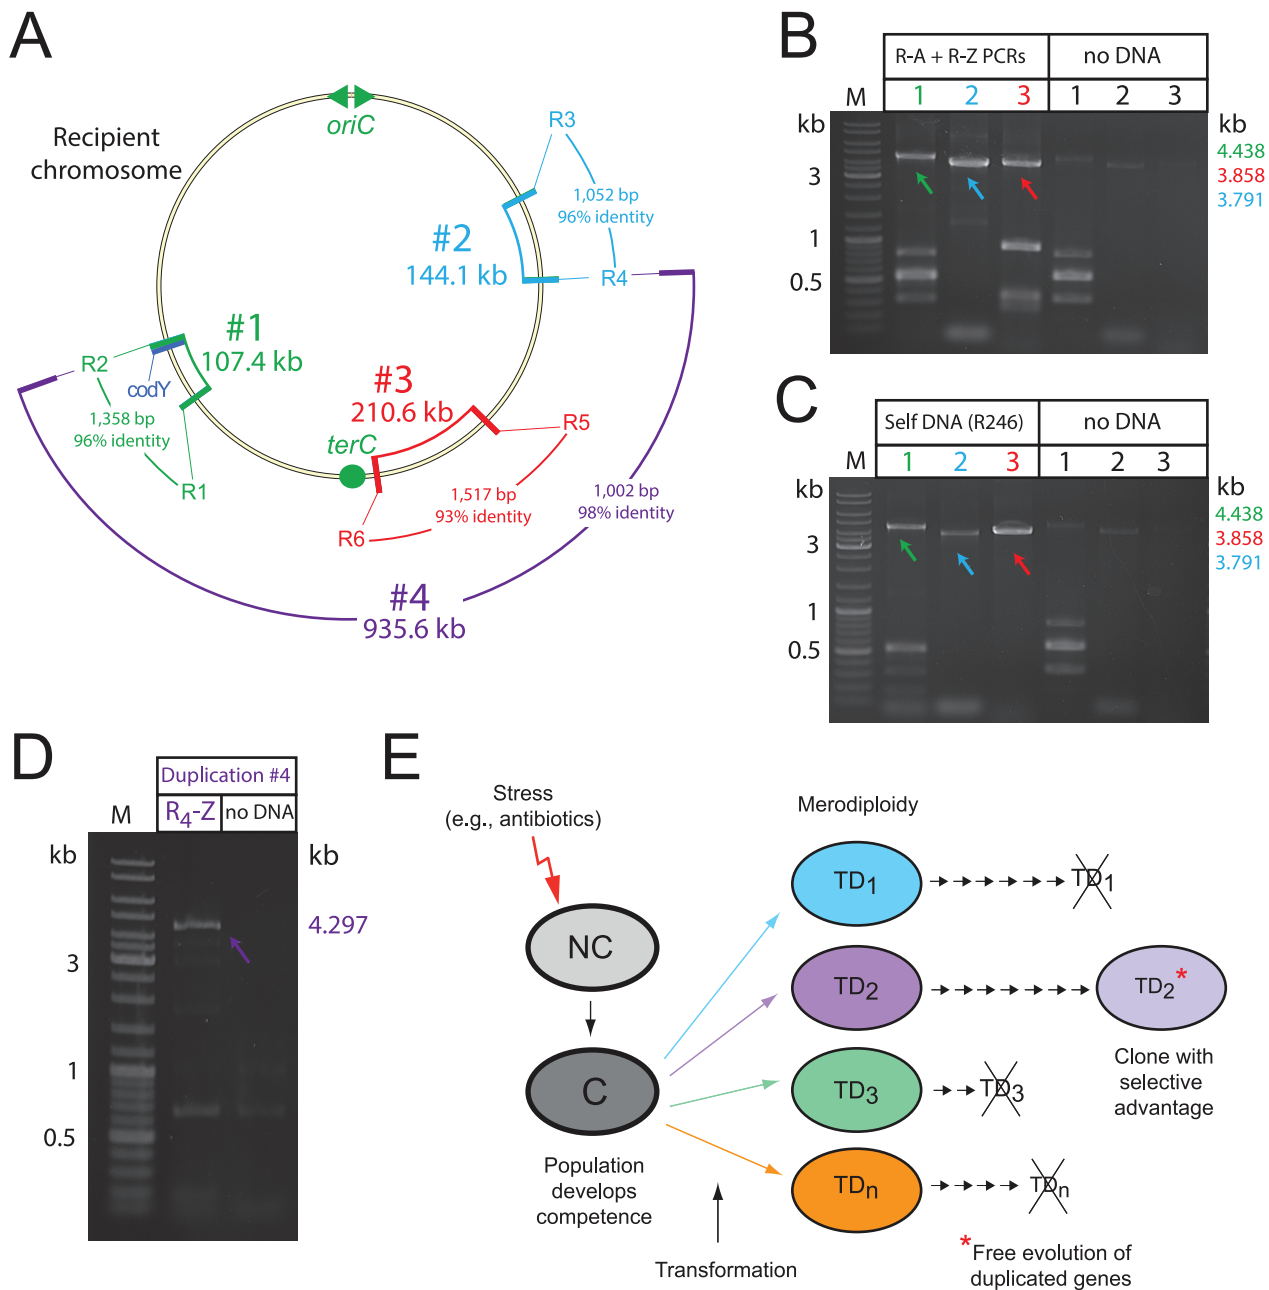 A
Recipient
chromosome
oriC
R3
1,052 bp
96% identity
#2
144.1 kb
R4
#1
107.4 kb
R2
codY
1,358 bp
96% identity
R1
#3
210.6 kb
terC
R5
1,517 bp
93% identity
R6
1,002 bp
98% identity
#4
935.6 kb
B
R-A + R-Z PCRs no DNA
M 1 2 3 1 2 3
kb kb
4.438
3.858
3.791
3
1
0.5
C
Self DNA (R246) no DNA
M 1 2 3 1 2 3
kb kb
4.438
3.858
3.791
3
1
0.5
D
Duplication #4
M R4-Z no DNA
kb kb
4.297
3
1
0.5
E
Stress
(e.g., antibiotics)
NC
C
Population
develops
competence
Transformation
Merodiploidy
TD1 TD1
TD2 TD2*
Clone with
selective
advantage
TD3 TD3
TDn TDn
*Free evolution of
duplicated genes